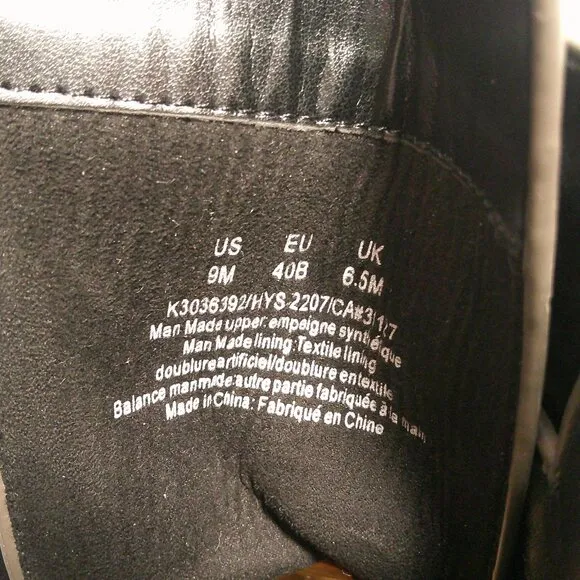 US EU UK
9M 40B 6.5M
K3036392/HYS-2207/CA#31127
Man Made upper: empeigne synthétique
Man Made lining: Textile lining
doublure artificiel/doublure en textile
Balance manmade: autre partie fabriquée à la main
Made in China: Fabriqué en Chine